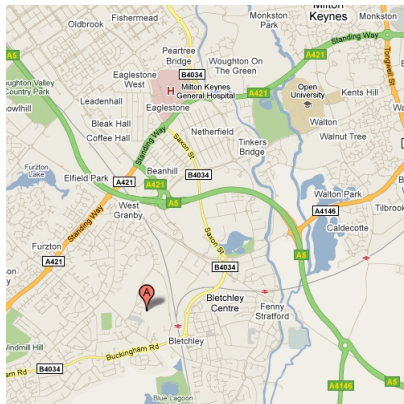 Milton
Keynes
Fishermead
Oldbrook
Monkston
Park
Monkston
A5
Peartree
Bridge
Woughton On
The Green
A421
Standing Way
B4034
Eaglestone
West
H
Milton Keynes
General Hospital
A421
Open
University
Kents Hill
Tongwell St
oughton Valley
Country Park
Leadenhall
Eaglestone
owlhill
Bleak Hall
Coffee Hall
Standing Way
Saxon St
Netherfield
Walton
Walnut Tree
Tinkers
Bridge
Furzton
Lake
Elfield Park
Beanhill
A421
A421
B4034
Walton Park
West
Granby
A5
A4146
Tilbrook
Standing Way
Saxon St
Caldecotte
Furzton
A421
A5
B4034
A
Bletchley
Centre
Fenny
Stratford
Windmill Hill
Buckingham Rd
Bletchley
am Rd
B4034
A4146
A5
Blue Lagoon